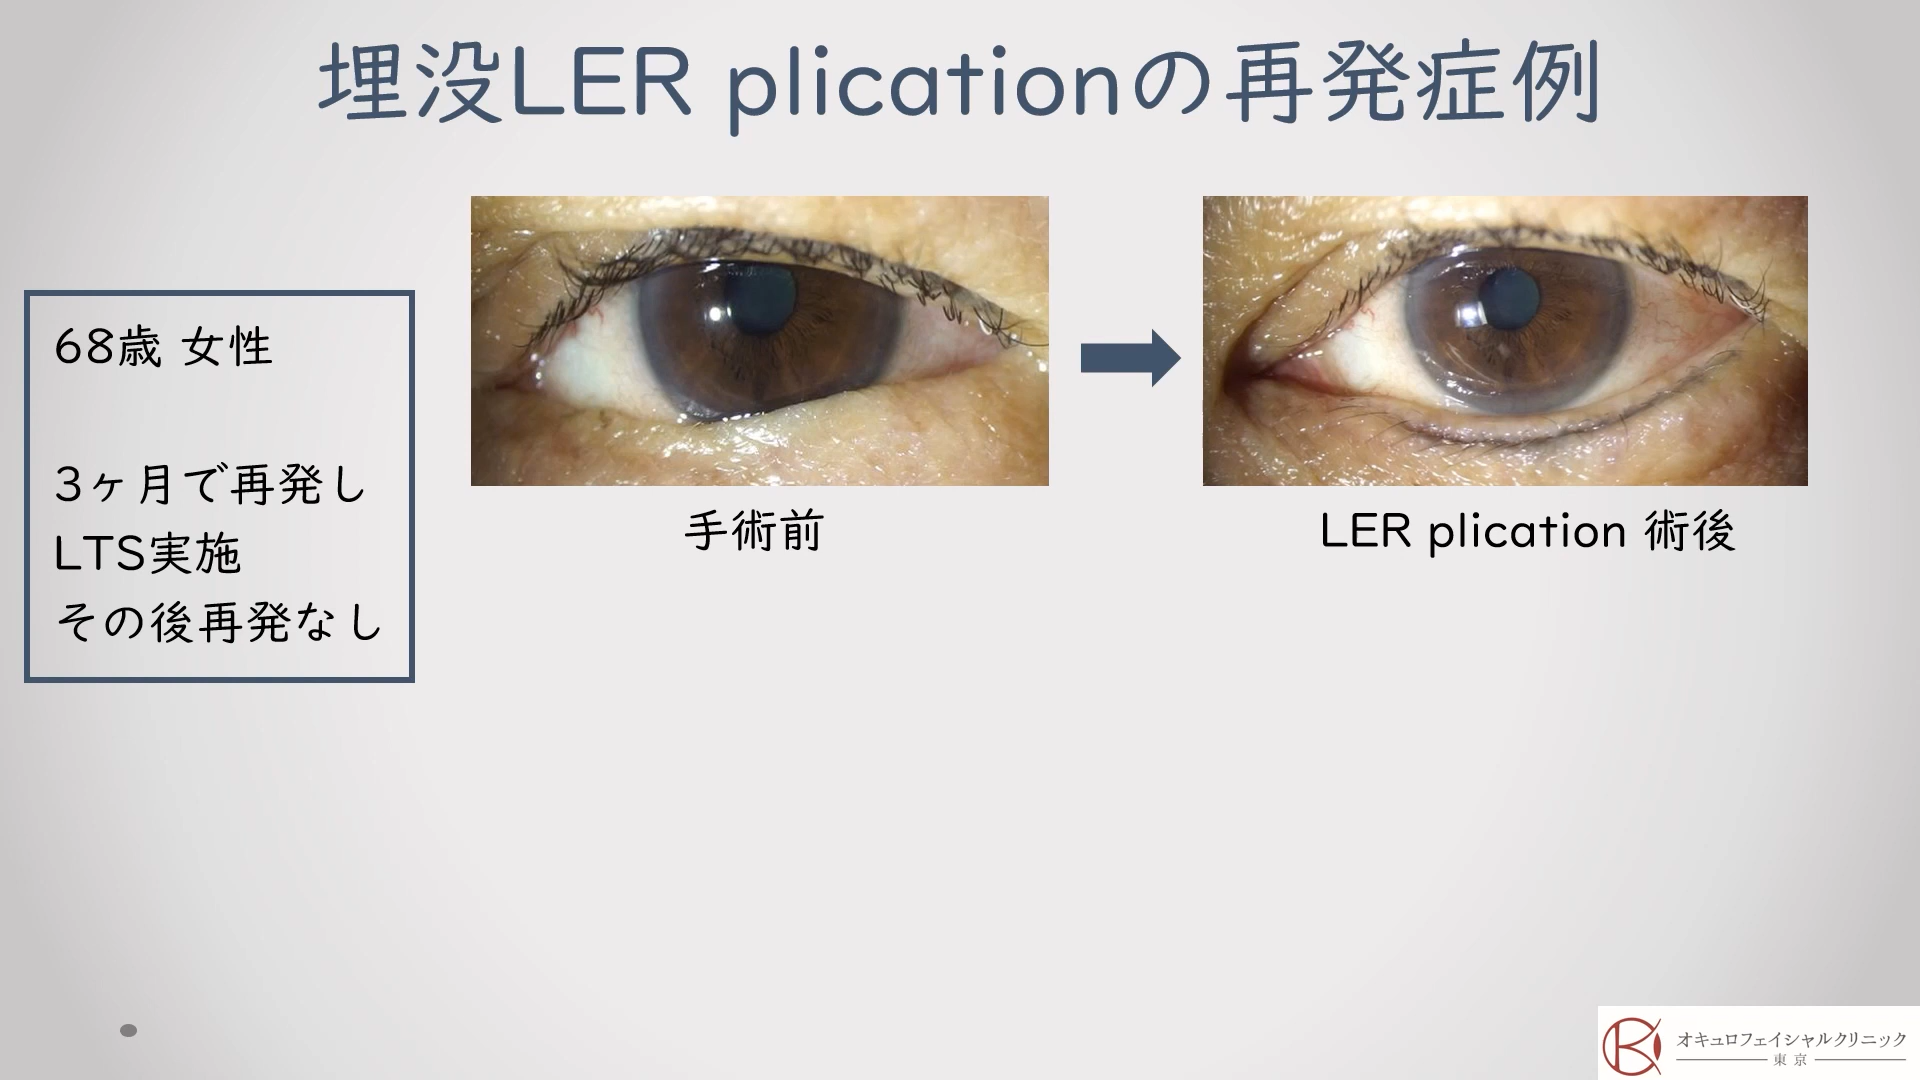 埋没LER plicationの再発症例
68歳 女性
3ヶ月で再発し
LTS実施
その後再発なし
手術前
LER plication 術後
オキュロフェイシャルクリニック
東京